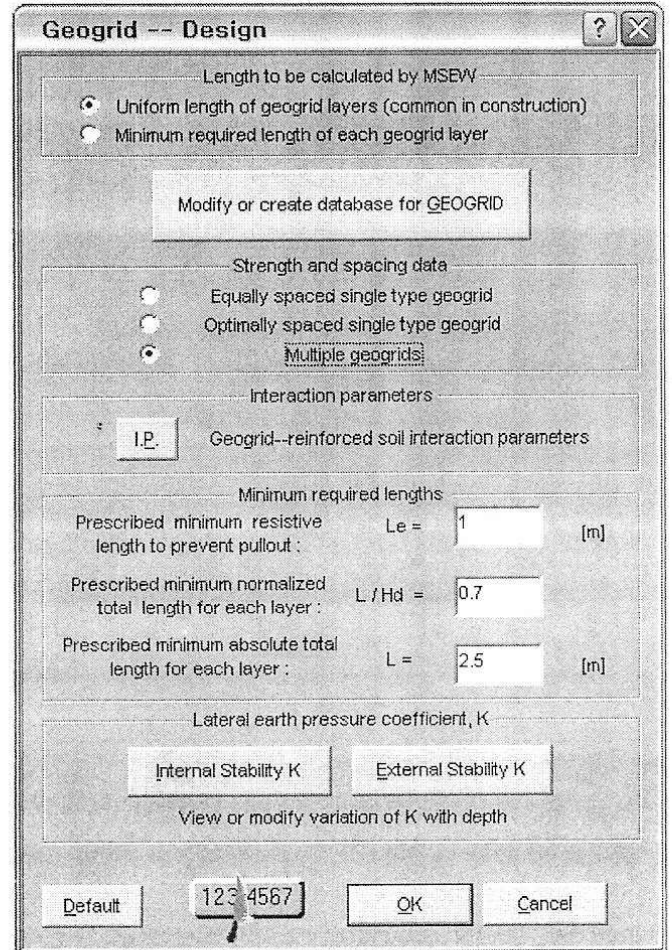 Geogrid -- Design
Length to be calculated by MSEW
Uniform length of geogrid layers (common in construction)
Minimum required length of each geogrid layer
Modify or create database for GEOGRID
Strength and spacing data
Equally spaced single type geogrid
Optimally spaced single type geogrid
Multiple geogrids
Interaction parameters
I.P.
Geogrid--reinforced soil interaction parameters
Minimum required lengths
Prescribed minimum resistive
length to prevent pullout :
Le =
1
[m]
Prescribed minimum normalized
total length for each layer :
L / Hd =
0.7
Prescribed minimum absolute total
length for each layer :
L =
2.5
[m]
Lateral earth pressure coefficient, K
Internal Stability K
External Stability K
View or modify variation of K with depth
Default
123 4567
OK
Cancel